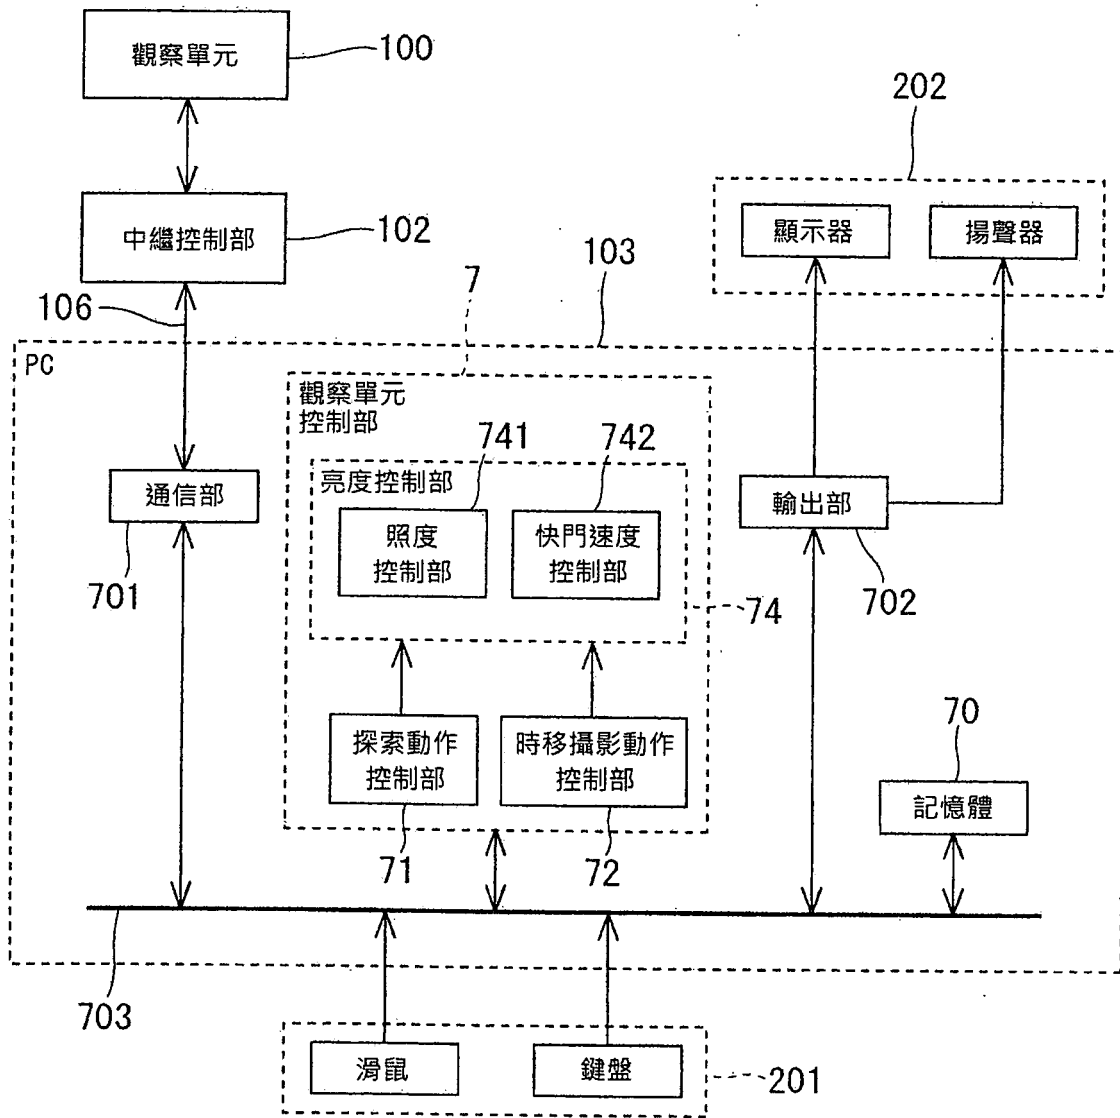 觀察單元
100
202
中繼控制部
102
顯示器
揚聲器
103
7
106
PC
觀察單元
控制部
741
742
亮度控制部
通信部
照度
控制部
快門速度
控制部
輸出部
701
74
702
探索動作
控制部
時移攝影動作
控制部
70
記憶體
71
72
703
滑鼠
鍵盤
201